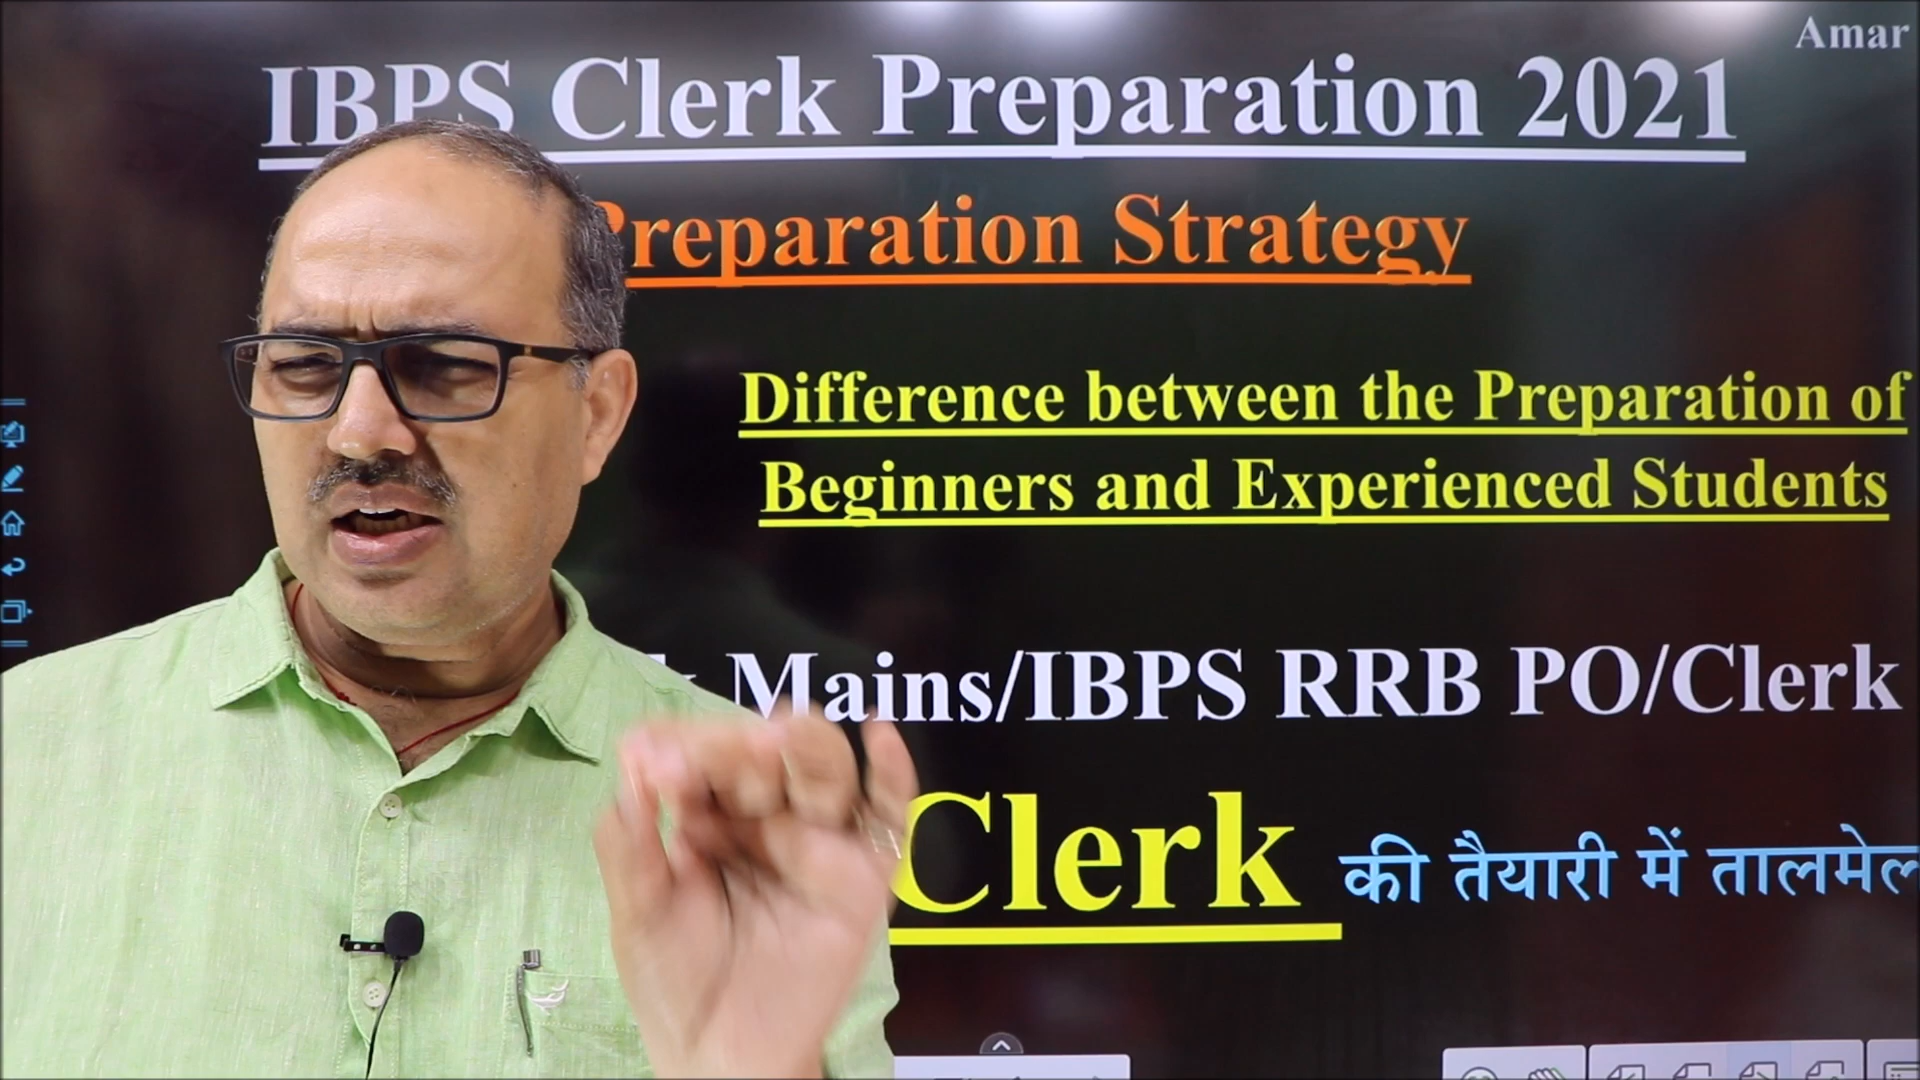 Amar
IBPS Clerk Preparation 2021
Preparation Strategy
Difference between the Preparation of
Beginners and Experienced Students
Mains/IBPS RRB PO/Clerk
Clerk की तैयारी में तालमेल